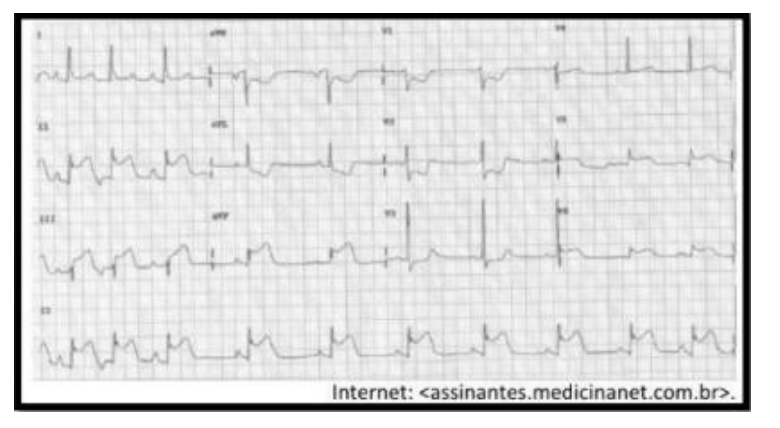 I aVR V1 V4
II aVL V2 V5
III aVF V3 V6
II
Internet: <assinantes.medicinanet.com.br>.